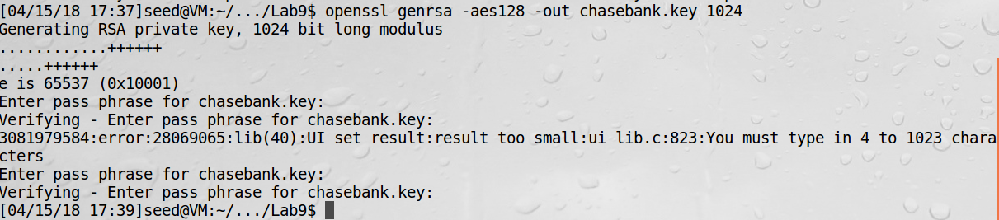 [04/15/18 17:37]seed@VM:~/.../Lab9$ openssl genrsa -aes128 -out chasebank.key 1024
Generating RSA private key, 1024 bit long modulus
............++++++
.....++++++
e is 65537 (0x10001)
Enter pass phrase for chasebank.key:
Verifying - Enter pass phrase for chasebank.key:
3081979584:error:28069065:lib(40):UI_set_result:result too small:ui_lib.c:823:You must type in 4 to 1023 chara
cters
Enter pass phrase for chasebank.key:
Verifying - Enter pass phrase for chasebank.key:
[04/15/18 17:39]seed@VM:~/.../Lab9$